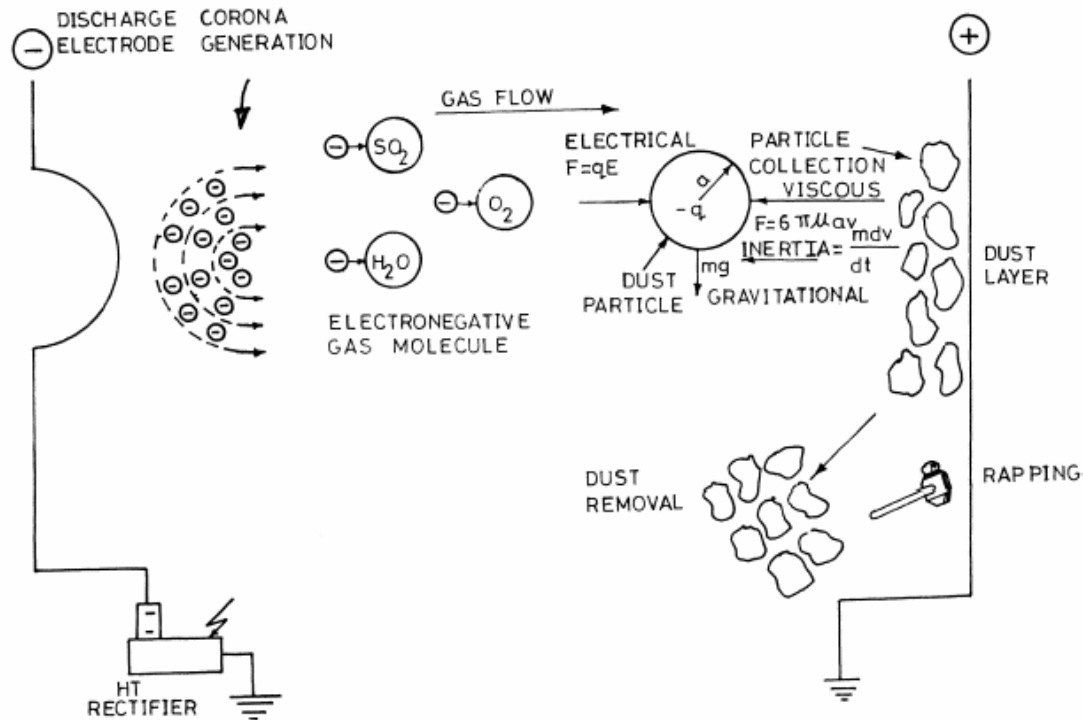 DISCHARGE CORONA
ELECTRODE GENERATION
−
+
GAS FLOW
− SO₂
− O₂
− H₂O
ELECTRONEGATIVE
GAS MOLECULE
ELECTRICAL
F=qE
a
−q
PARTICLE
COLLECTION
VISCOUS
F=6πμav
INERTIA=mdv/dt
mg
GRAVITATIONAL
DUST
PARTICLE
DUST
LAYER
DUST
REMOVAL
RAPPING
HT
RECTIFIER